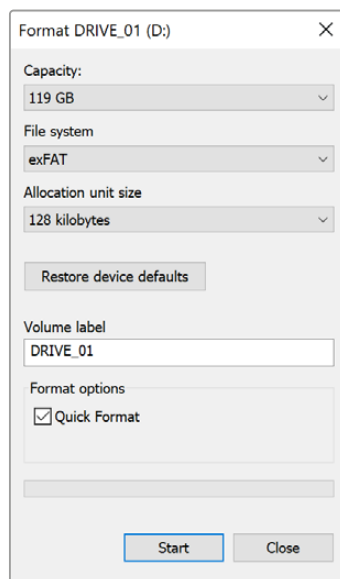 Format DRIVE_01 (D:)
Capacity:
119 GB
File system
exFAT
Allocation unit size
128 kilobytes
Restore device defaults
Volume label
DRIVE_01
Format options
Quick Format
Start Close